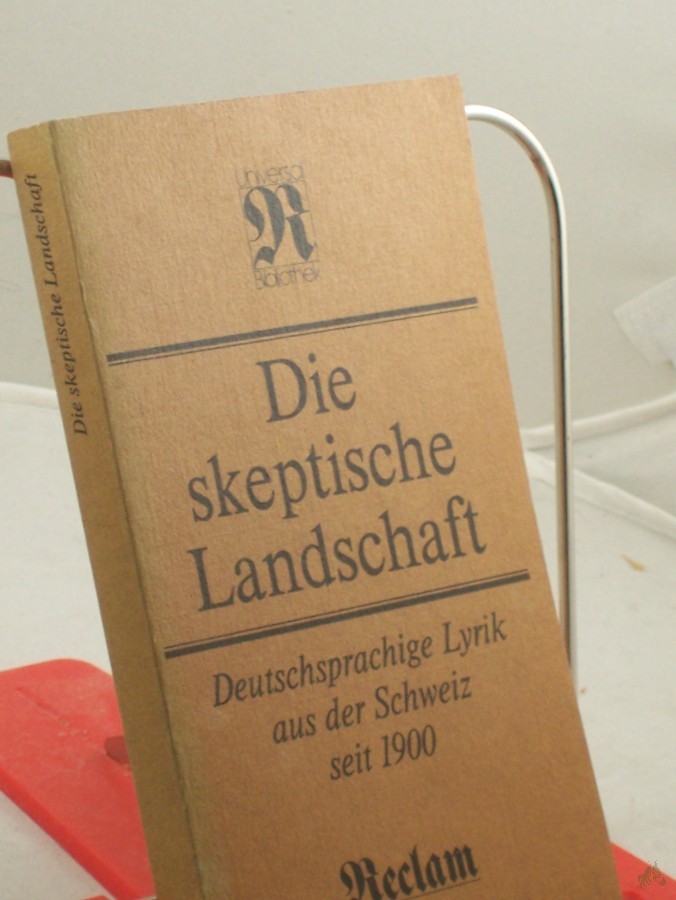 Die skeptische Landschaft
Universal
R
Bibliothek
Die
skeptische
Landschaft
Deutschsprachige Lyrik
aus der Schweiz
seit 1900
Reclam